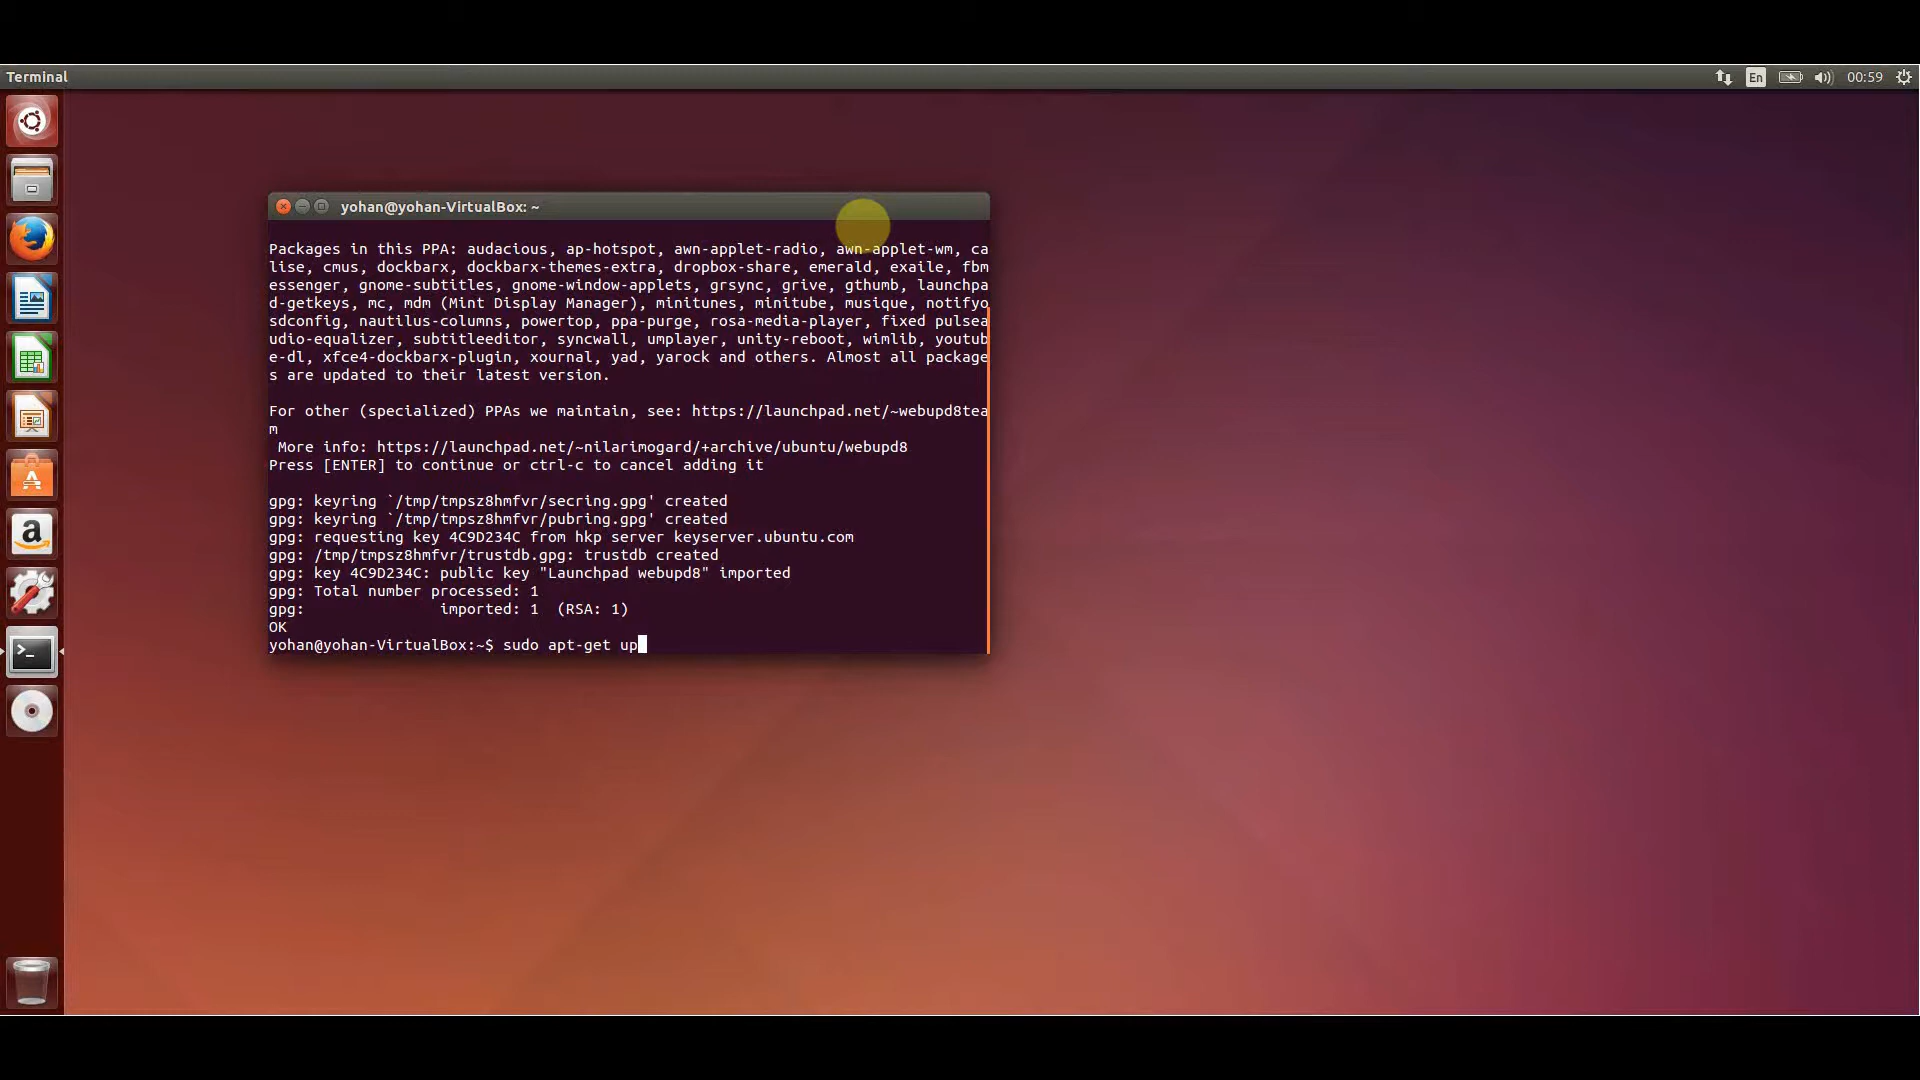 Terminal
En
00:59
yohan@yohan-VirtualBox: ~
Packages in this PPA: audacious, ap-hotspot, awn-applet-radio, awn-applet-wm, ca
lise, cmus, dockbarx, dockbarx-themes-extra, dropbox-share, emerald, exaile, fbm
essenger, gnome-subtitles, gnome-window-applets, grsync, grive, gthumb, launchpa
d-getkeys, mc, mdm (Mint Display Manager), minitunes, minitube, musique, notifyo
sdconfig, nautilus-columns, powertop, ppa-purge, rosa-media-player, fixed pulsea
udio-equalizer, subtitleeditor, syncwall, umplayer, unity-reboot, wimlib, youtub
e-dl, xfce4-dockbarx-plugin, xournal, yad, yarock and others. Almost all package
s are updated to their latest version.
For other (specialized) PPAs we maintain, see: https://launchpad.net/~webupd8tea
m
More info: https://launchpad.net/~nilarimogard/+archive/ubuntu/webupd8
Press [ENTER] to continue or ctrl-c to cancel adding it
gpg: keyring `/tmp/tmpsz8hmfvr/secring.gpg' created
gpg: keyring `/tmp/tmpsz8hmfvr/pubring.gpg' created
gpg: requesting key 4C9D234C from hkp server keyserver.ubuntu.com
gpg: /tmp/tmpsz8hmfvr/trustdb.gpg: trustdb created
gpg: key 4C9D234C: public key "Launchpad webupd8" imported
gpg: Total number processed: 1
gpg:               imported: 1  (RSA: 1)
OK
yohan@yohan-VirtualBox:~$ sudo apt-get up